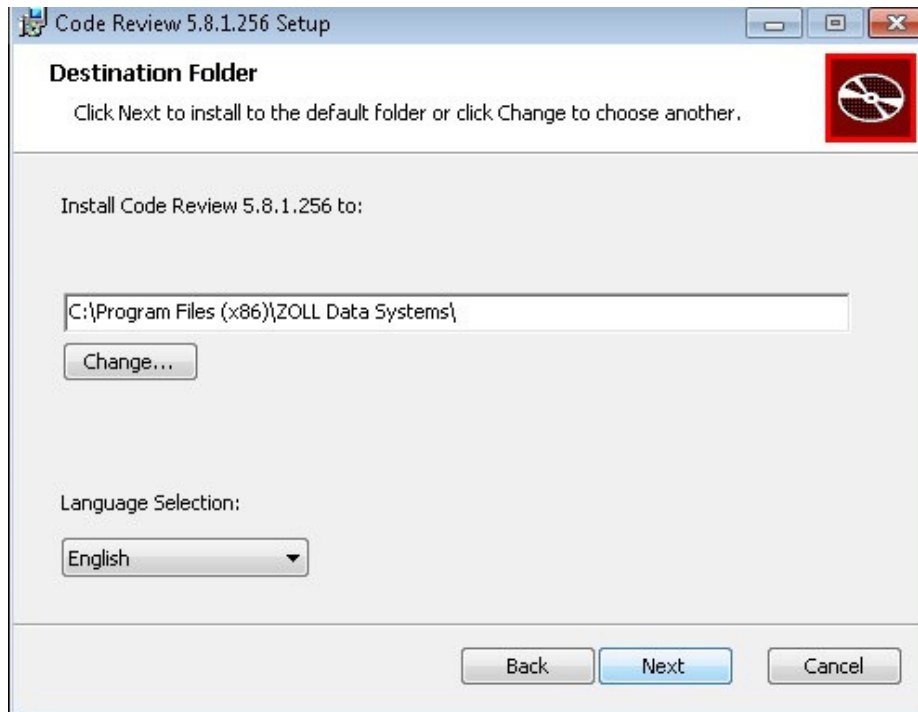 Code Review 5.8.1.256 Setup
Destination Folder
Click Next to install to the default folder or click Change to choose another.
Install Code Review 5.8.1.256 to:
C:\Program Files (x86)\ZOLL Data Systems\
Change...
Language Selection:
English
Back Next Cancel